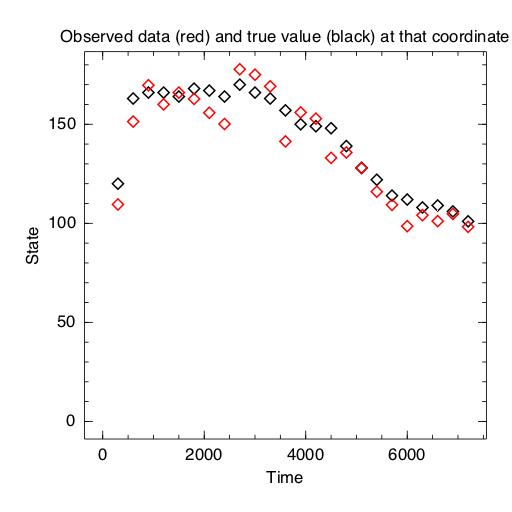 Observed data (red) and true value (black) at that coordinate
150
100
50
0
State
0 2000 4000 6000
Time